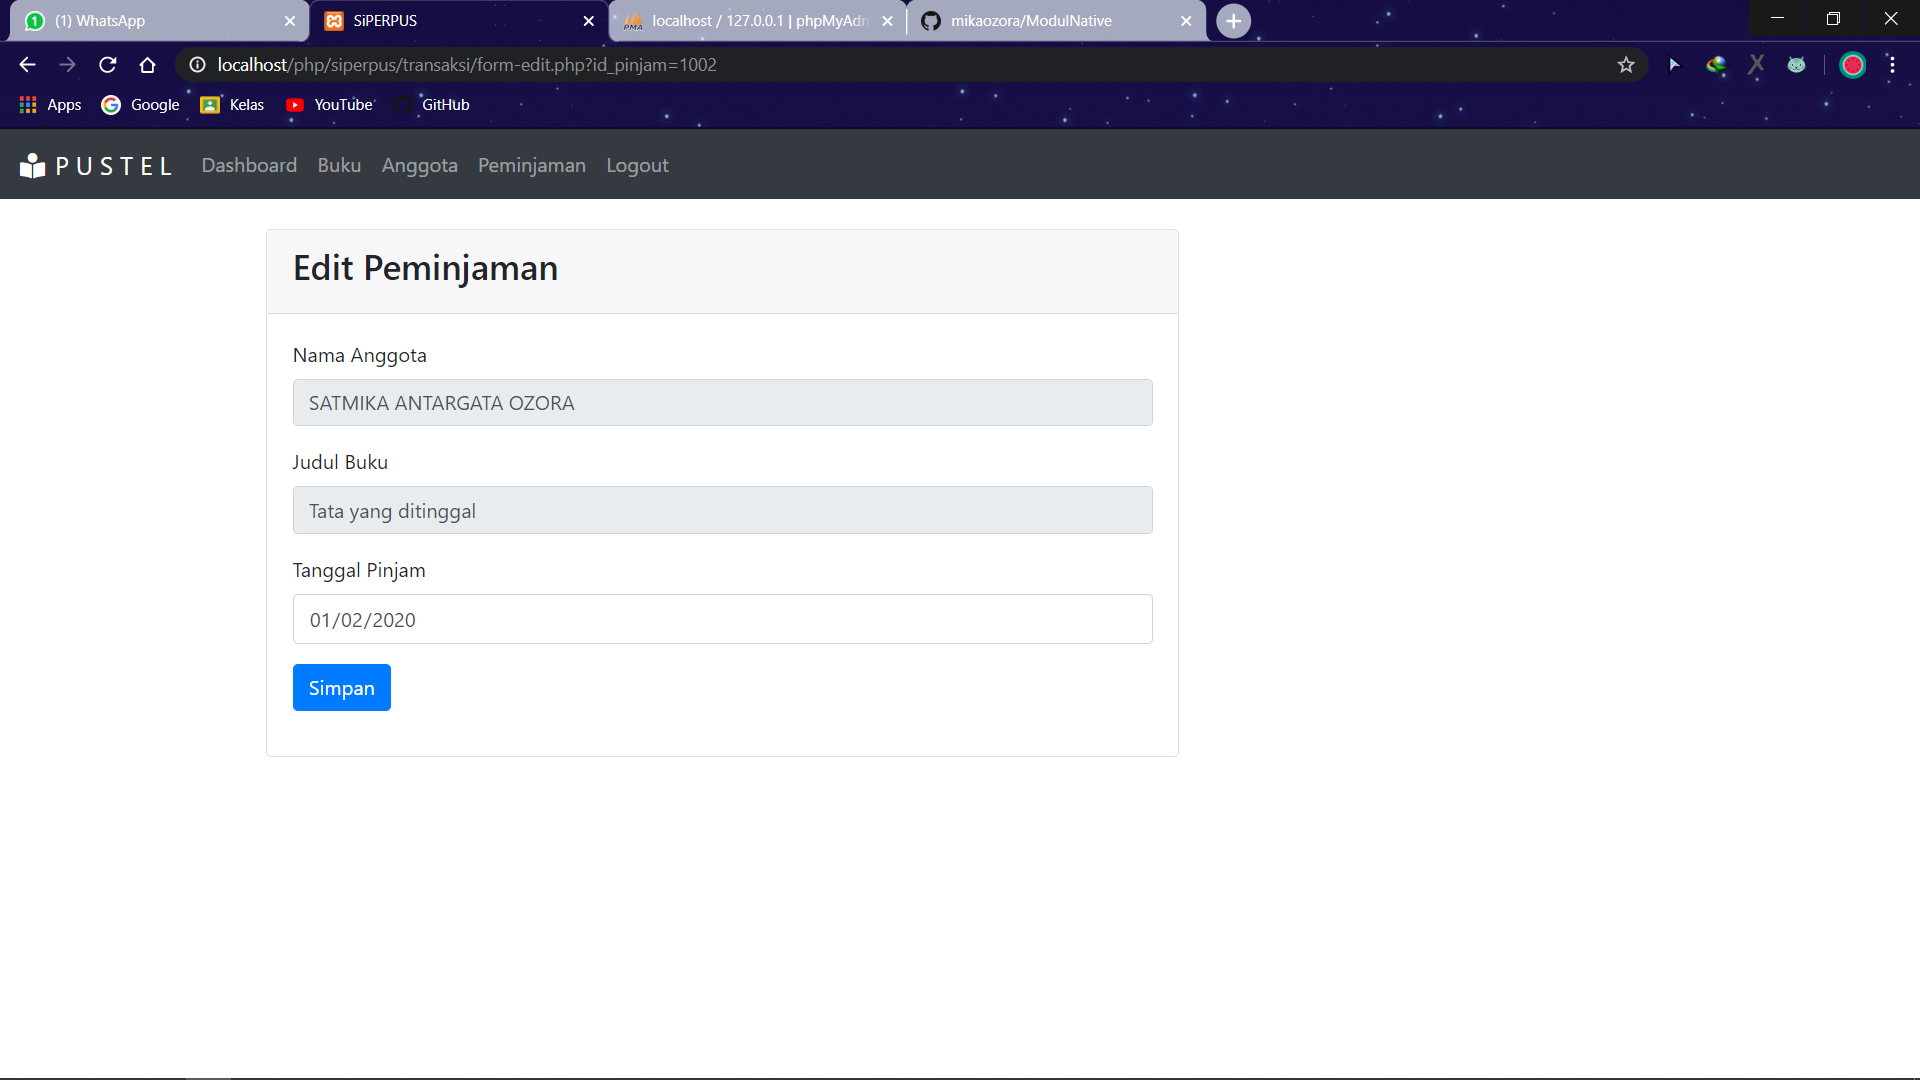 (1) WhatsApp
SiPERPUS
localhost / 127.0.0.1 | phpMyAdm
mikaozora/ModulNative
localhost/php/siperpus/transaksi/form-edit.php?id_pinjam=1002
Apps Google Kelas YouTube GitHub
PUSTEL Dashboard Buku Anggota Peminjaman Logout
Edit Peminjaman
Nama Anggota
SATMIKA ANTARGATA OZORA
Judul Buku
Tata yang ditinggal
Tanggal Pinjam
01/02/2020
Simpan